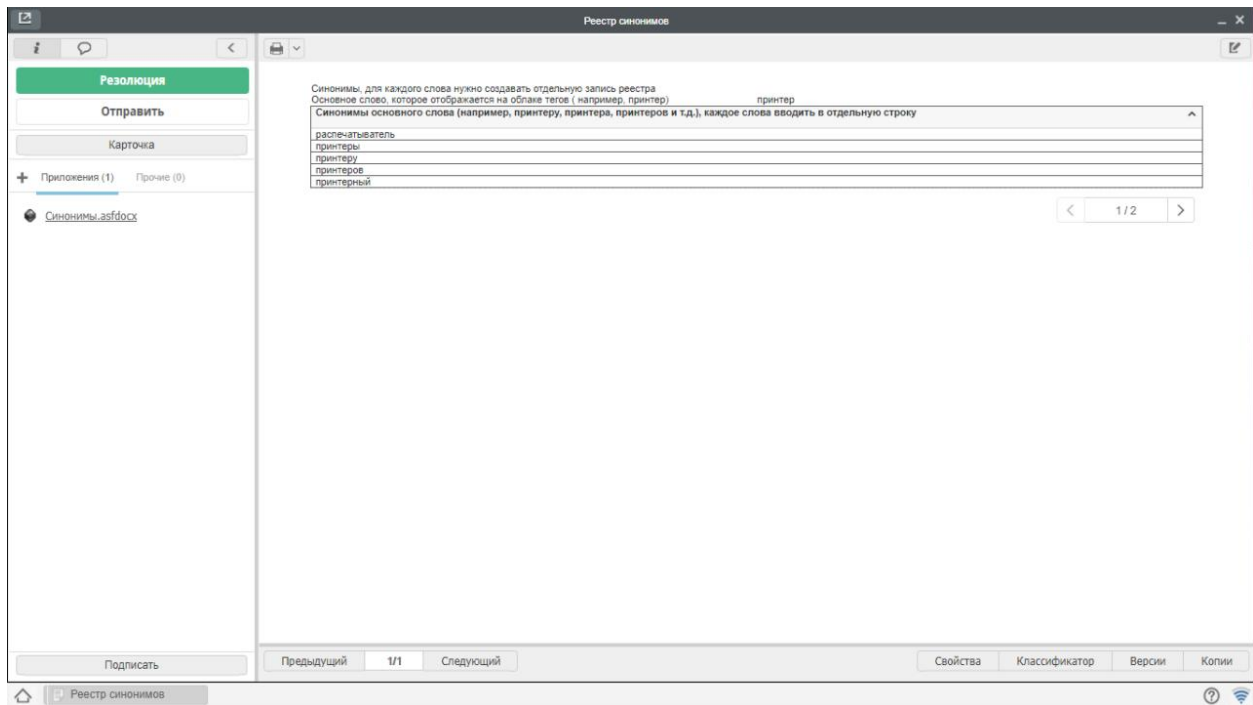 Реестр синонимов
Резолюция
Отправить
Карточка
Приложения (1) Прочие (0)
Синонимы.asfdocx
Подписать
Синонимы, для каждого слова нужно создавать отдельную запись реестра
Основное слово, которое отображается на облаке тегов ( например, принтер) принтер
Синонимы основного слова (например, принтеру, принтера, принтеров и т.д.), каждое слова вводить в отдельную строку
распечатыватель
принтеры
принтеру
принтеров
принтерный
1 / 2
Предыдущий 1/1 Следующий
Свойства Классификатор Версии Копии
Реестр синонимов